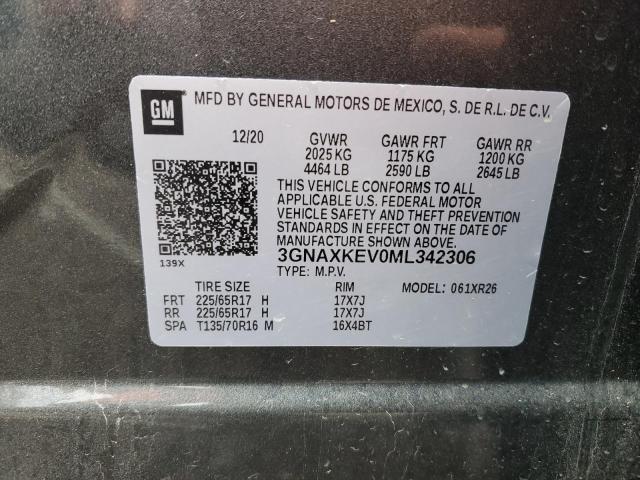 GM MFD BY GENERAL MOTORS DE MEXICO, S. DE R.L. DE C.V.
12/20 GVWR GAWR FRT GAWR RR
2025 KG 1175 KG 1200 KG
4464 LB 2590 LB 2645 LB
THIS VEHICLE CONFORMS TO ALL
APPLICABLE U.S. FEDERAL MOTOR
VEHICLE SAFETY AND THEFT PREVENTION
STANDARDS IN EFFECT ON THE DATE OF
MANUFACTURE SHOWN ABOVE.
139X
3GNAXKEV0ML342306
TYPE: M.P.V.
TIRE SIZE RIM MODEL: 061XR26
FRT 225/65R17 H 17X7J
RR 225/65R17 H 17X7J
SPA T135/70R16 M 16X4BT